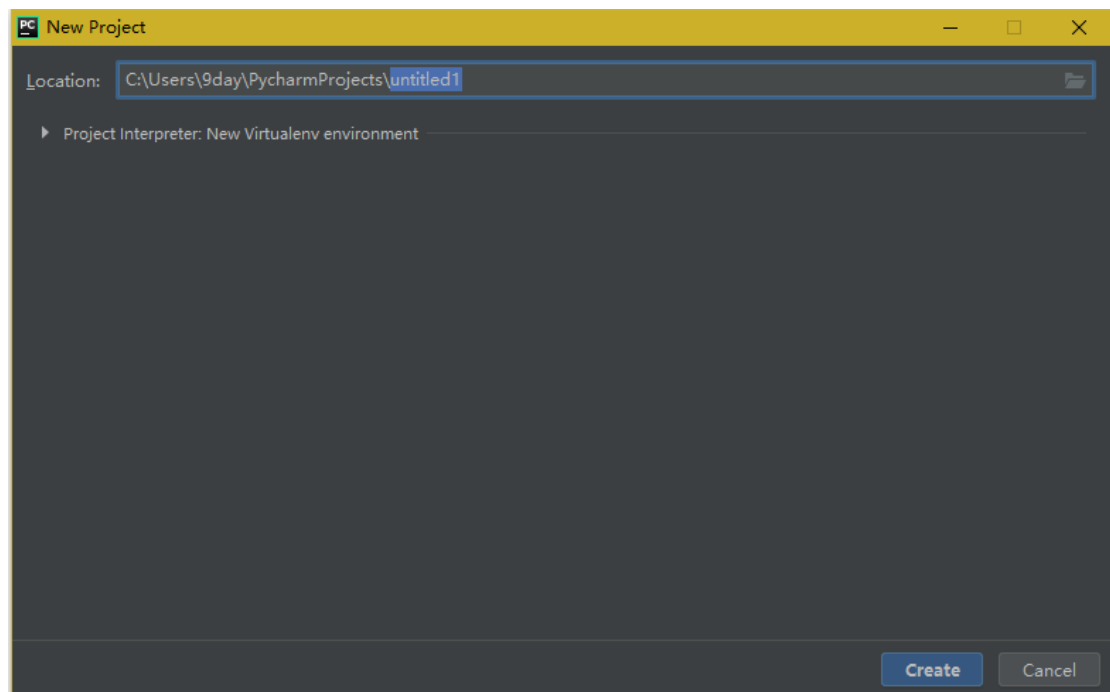 PC New Project
Location: C:\Users\9day\PycharmProjects\untitled1
Project Interpreter: New Virtualenv environment
Create Cancel